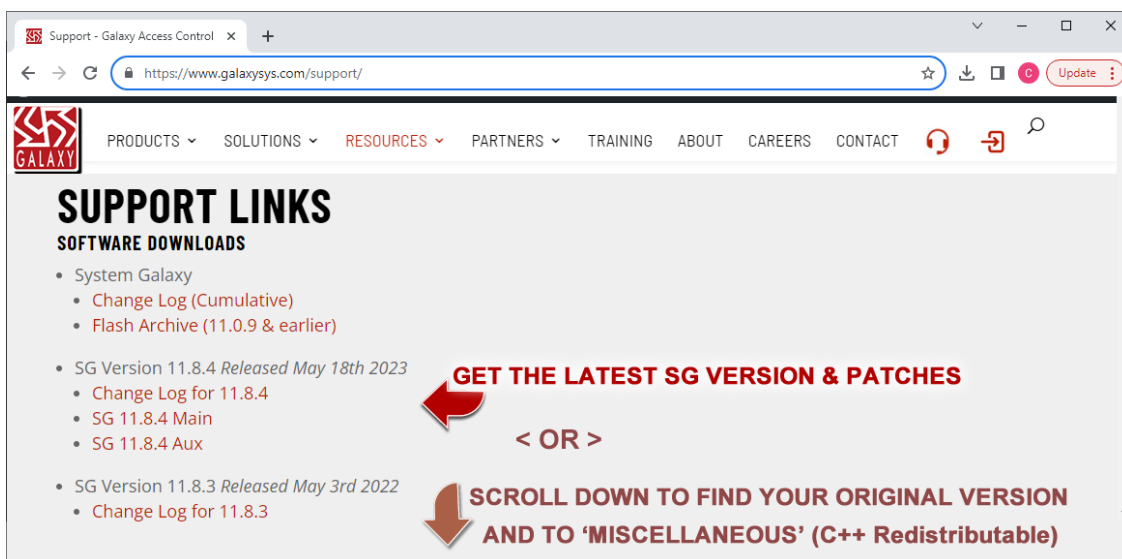 Support - Galaxy Access Control
https://www.galaxysys.com/support/
C
Update
GALAXY
PRODUCTS
SOLUTIONS
RESOURCES
PARTNERS
TRAINING
ABOUT
CAREERS
CONTACT
SUPPORT LINKS
SOFTWARE DOWNLOADS
• System Galaxy
• Change Log (Cumulative)
• Flash Archive (11.0.9 & earlier)
• SG Version 11.8.4 Released May 18th 2023
• Change Log for 11.8.4
• SG 11.8.4 Main
• SG 11.8.4 Aux
GET THE LATEST SG VERSION & PATCHES
< OR >
• SG Version 11.8.3 Released May 3rd 2022
• Change Log for 11.8.3
SCROLL DOWN TO FIND YOUR ORIGINAL VERSION
AND TO ‘MISCELLANEOUS’ (C++ Redistributable)